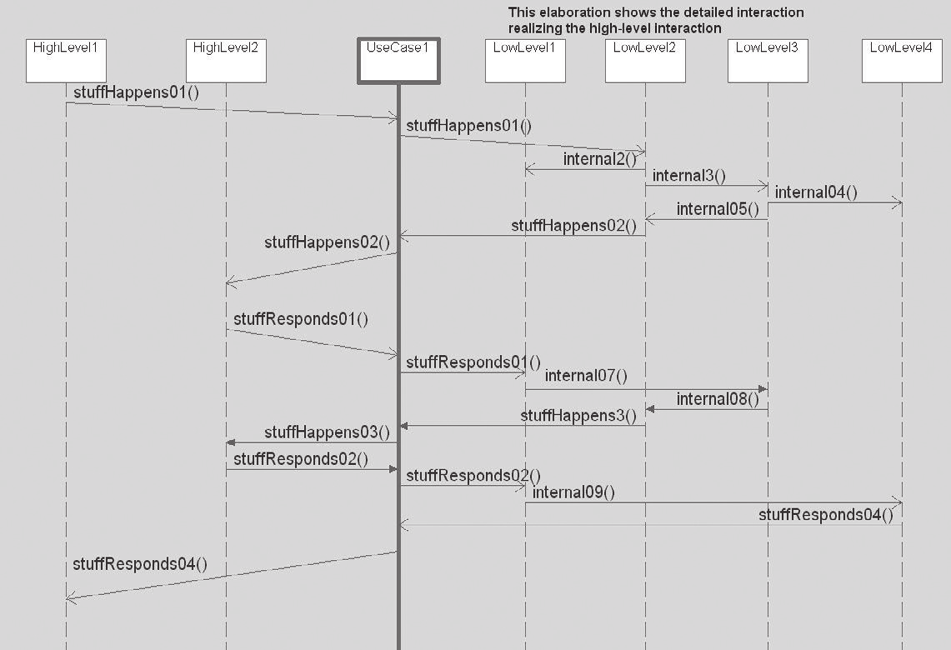 This elaboration shows the detailed interaction
realizing the high-level interaction
HighLevel1 HighLevel2 UseCase1 LowLevel1 LowLevel2 LowLevel3 LowLevel4
stuffHappens01()
stuffHappens01()
internal2()
internal3()
internal04()
internal05()
stuffHappens02()
stuffHappens02()
stuffResponds01()
stuffResponds01()
internal07()
internal08()
stuffHappens3()
stuffHappens03()
stuffResponds02()
stuffResponds02()
internal09()
stuffResponds04()
stuffResponds04()